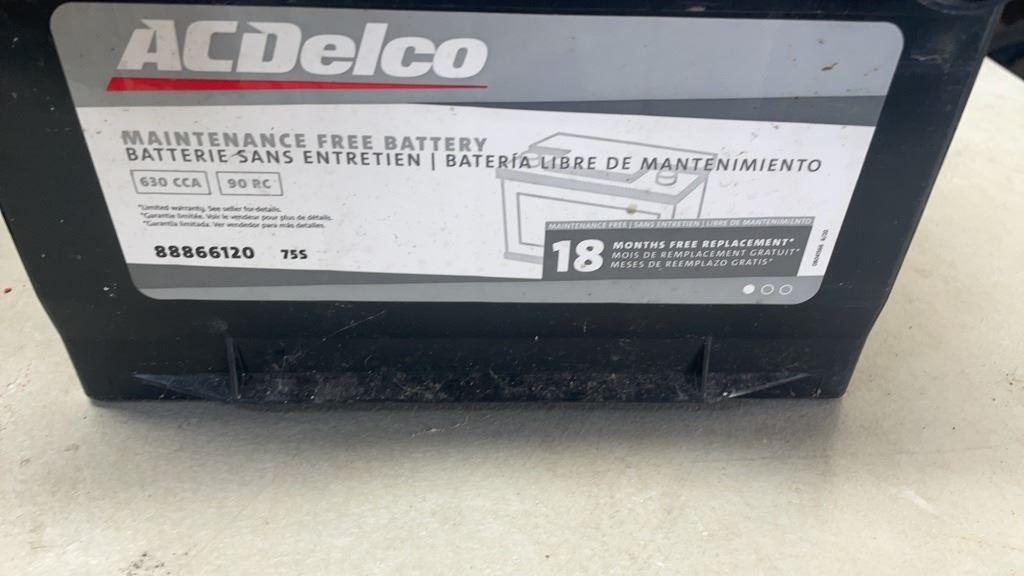 ACDelco
MAINTENANCE FREE BATTERY
BATTERIE SANS ENTRETIEN | BATERÍA LIBRE DE MANTENIMIENTO
630 CCA 90 RC
*Limited warranty. See seller for details.
*Garantie limitée. Voir le vendeur pour plus de détails.
*Garantía limitada. Ver vendedor para más detalles.
88866120 75S
MAINTENANCE FREE | SANS ENTRETIEN | LIBRE DE MANTENIMIENTO
18 MONTHS FREE REPLACEMENT*
MOIS DE REMPLACEMENT GRATUIT*
MESES DE REEMPLAZO GRATIS*